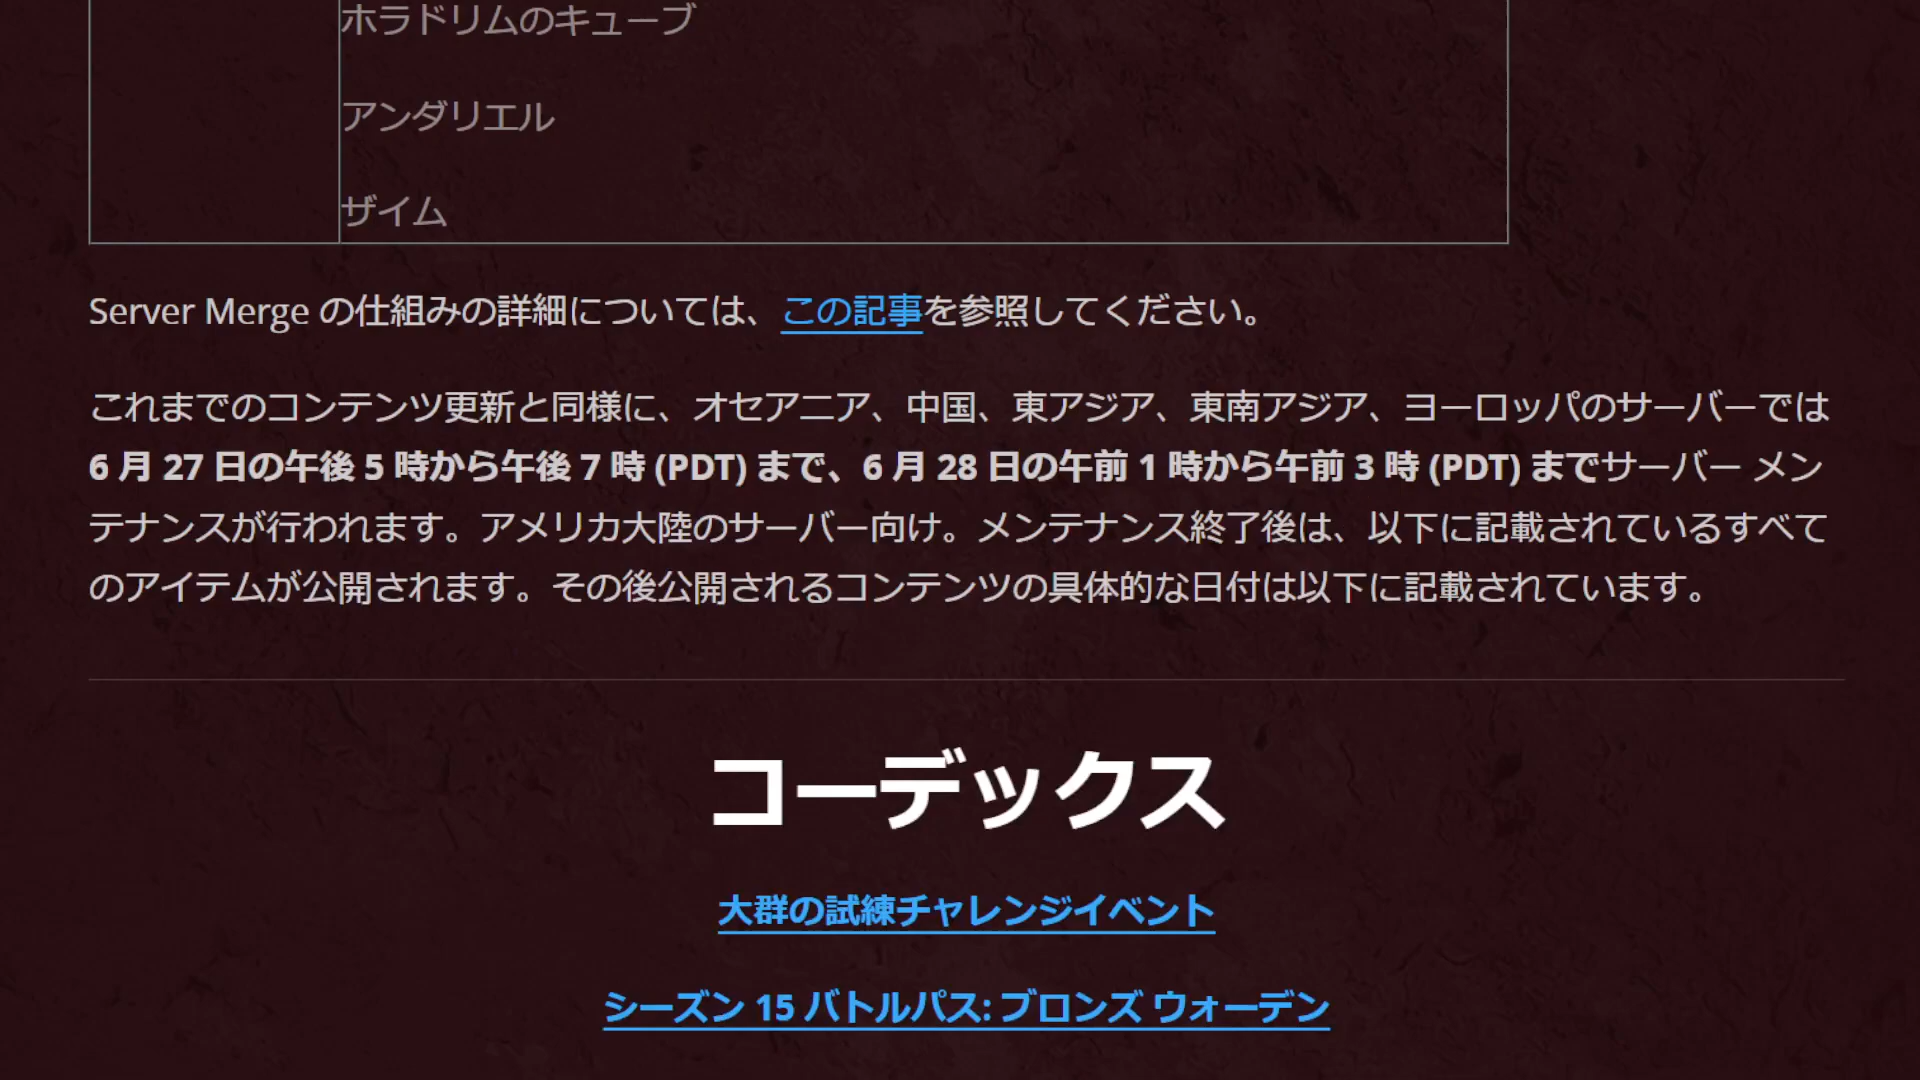 ホラドリムのキューブ
アンダリエル
ザイム
Server Merge の仕組みの詳細については、この記事を参照してください。
これまでのコンテンツ更新と同様に、オセアニア、中国、東アジア、東南アジア、ヨーロッパのサーバーでは
6 月 27 日の午後 5 時から午後 7 時 (PDT) まで、6 月 28 日の午前 1 時から午前 3 時 (PDT) までサーバー メン
テナンスが行われます。アメリカ大陸のサーバー向け。メンテナンス終了後は、以下に記載されているすべて
のアイテムが公開されます。その後公開されるコンテンツの具体的な日付は以下に記載されています。
コーデックス
大群の試練チャレンジイベント
シーズン 15 バトルパス: ブロンズ ウォーデン